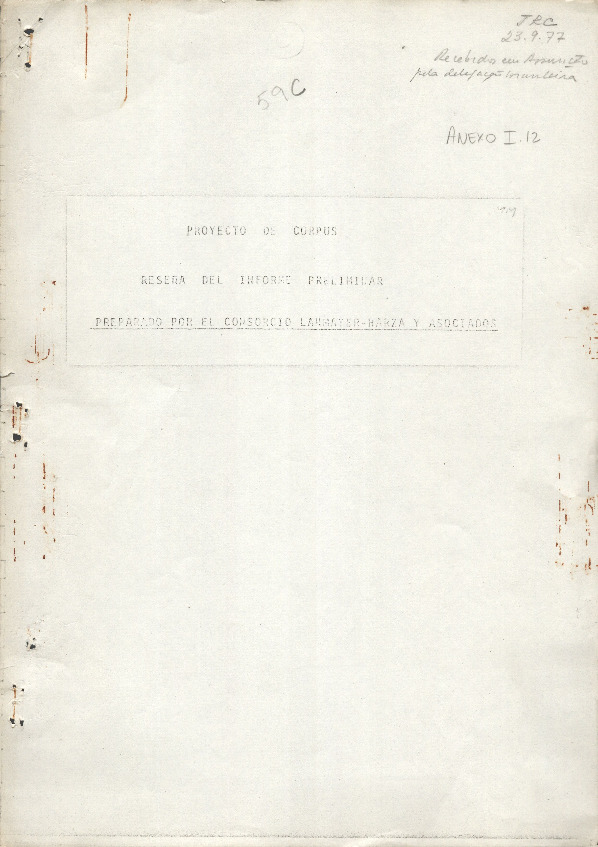 JRC
23.9.77
Recebido em Assunção
pela delegação brasileira
59C
ANEXO I.12
PROYECTO DE CORPUS
RESEÑA DEL INFORME PRELIMINAR
PREPARADO POR EL CONSORCIO LAHMAYER-HARZA Y ASOCIADOS